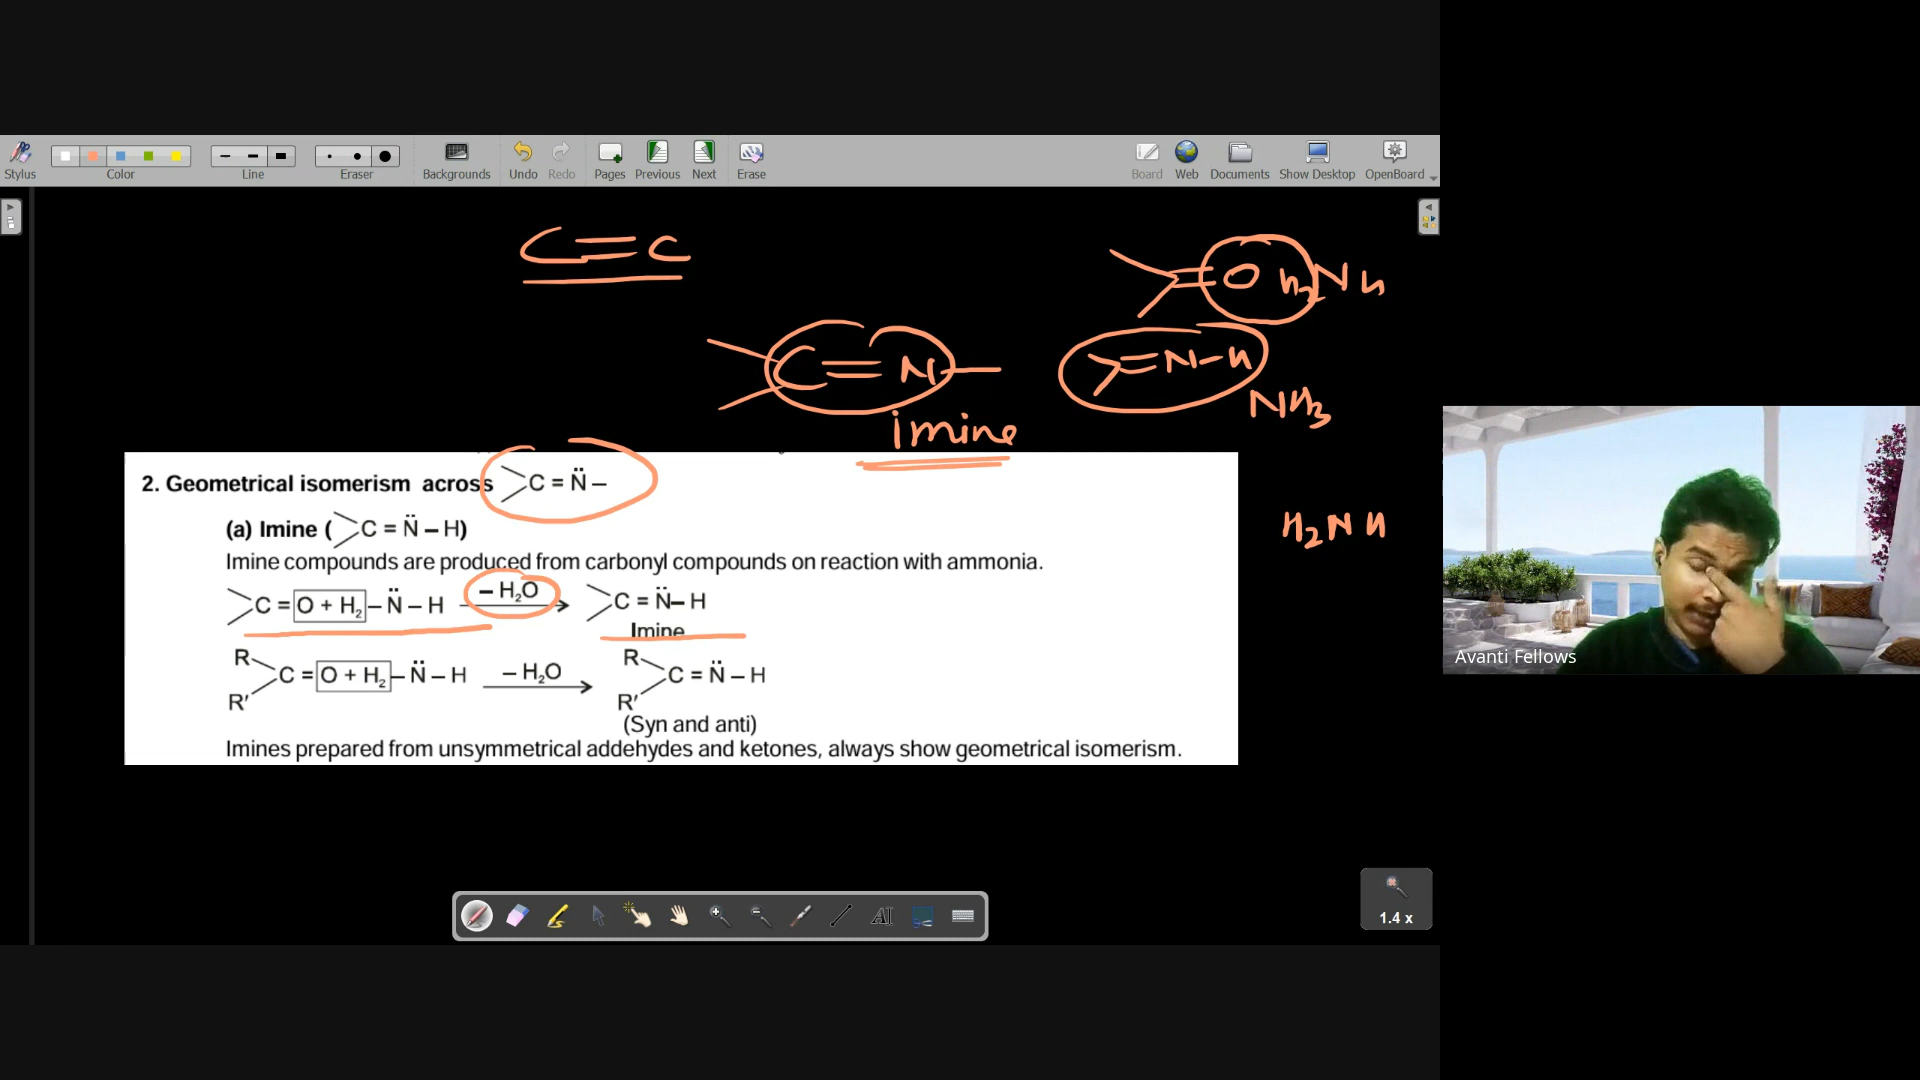 Stylus Color Line Eraser Backgrounds Undo Redo Pages Previous Next Erase Board Web Documents Show Desktop OpenBoard
C=C
=O H2NH
C=N-
=N-H
NH3
imine
2. Geometrical isomerism across >C = N̈ –
H2NH
(a) Imine (>C = N̈ – H)
Imine compounds are produced from carbonyl compounds on reaction with ammonia.
>C = O + H₂ – N̈ – H – H₂O → >C = N̈ – H
Imine
R R
C = O + H₂ – N̈ – H – H₂O → C = N̈ – H
R′ R′
(Syn and anti)
Imines prepared from unsymmetrical addehydes and ketones, always show geometrical isomerism.
Avanti Fellows
AI
1.4 x